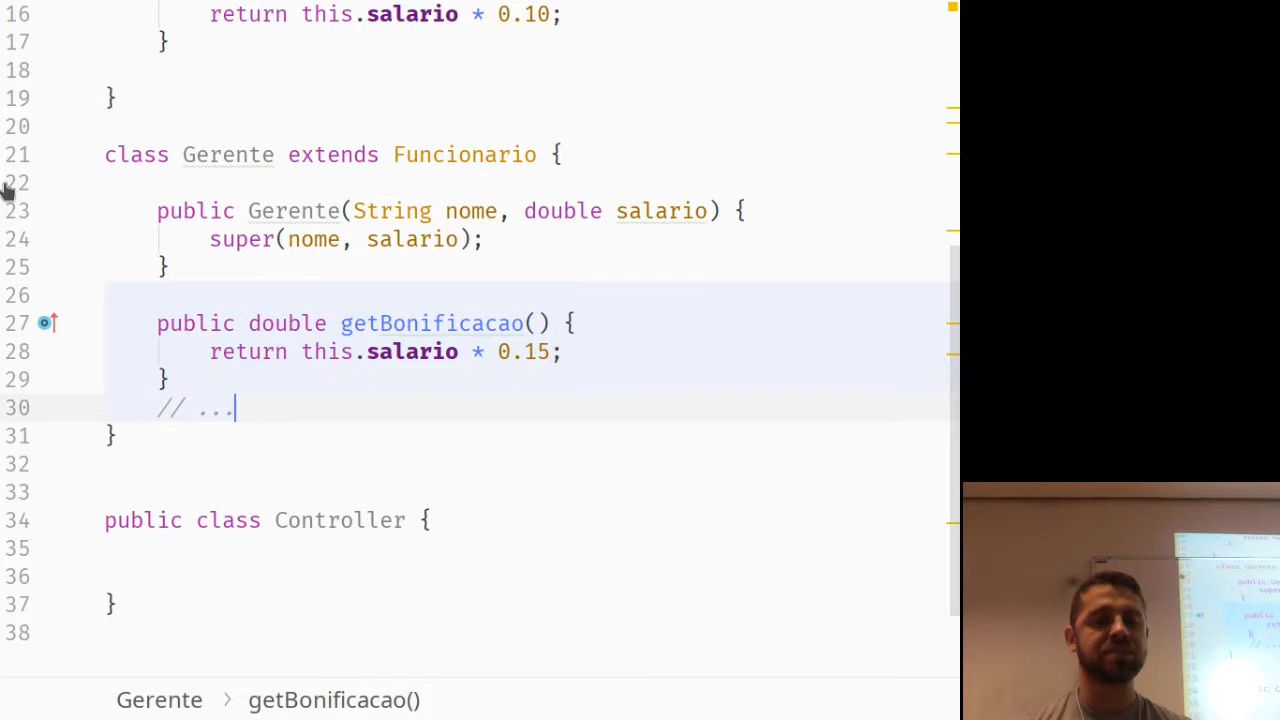 16 return this.salario * 0.10;
17 }
18
19 }
20
21 class Gerente extends Funcionario {
22
23 public Gerente(String nome, double salario) {
24 super(nome, salario);
25 }
26
27 public double getBonificacao() {
28 return this.salario * 0.15;
29 }
30 // ...
31 }
32
33
34 public class Controller {
35
36
37 }
38
Gerente > getBonificacao()